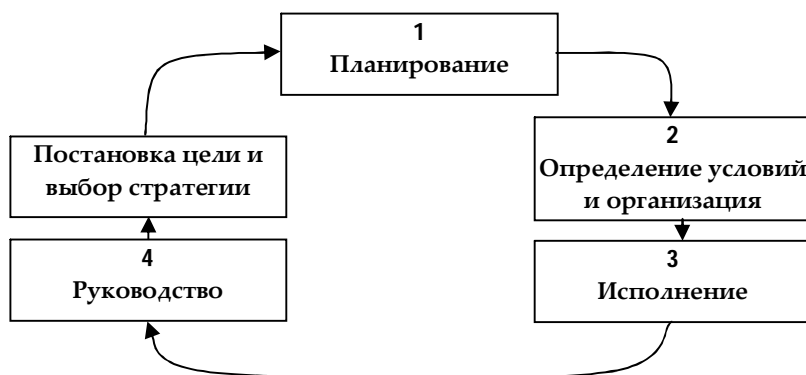 1
Планирование
Постановка цели и
выбор стратегии
2
Определение условий
и организация
4
Руководство
3
Исполнение